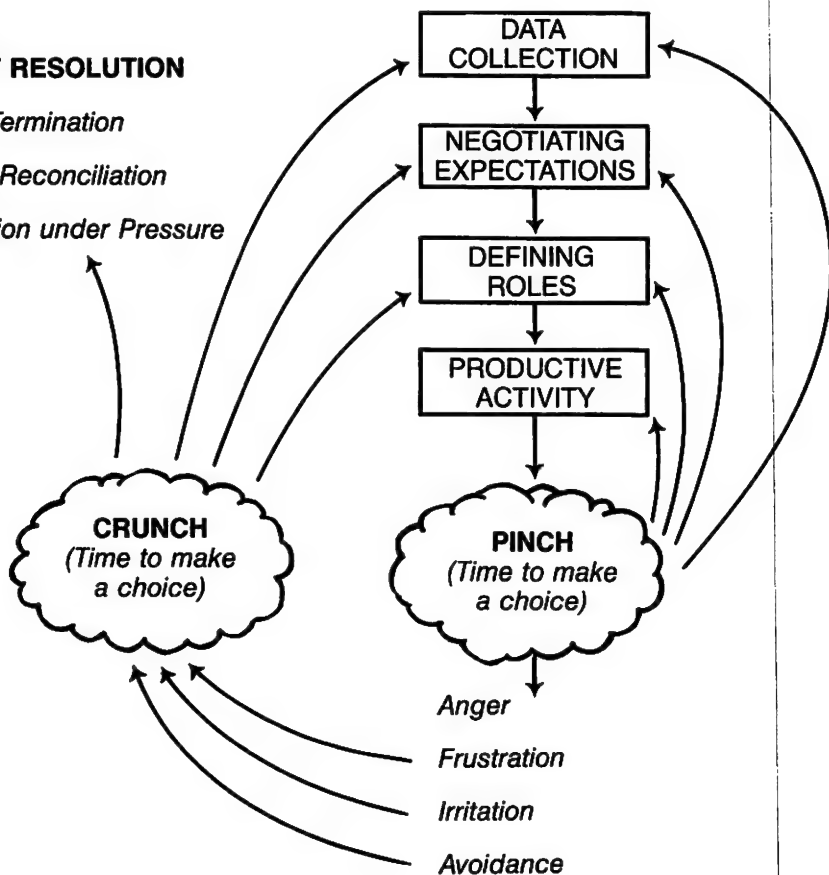 RESOLUTION
Termination
Reconciliation
under Pressure
DATA
COLLECTION
NEGOTIATING
EXPECTATIONS
DEFINING
ROLES
PRODUCTIVE
ACTIVITY
CRUNCH
(Time to make
a choice)
PINCH
(Time to make
a choice)
Anger
Frustration
Irritation
Avoidance